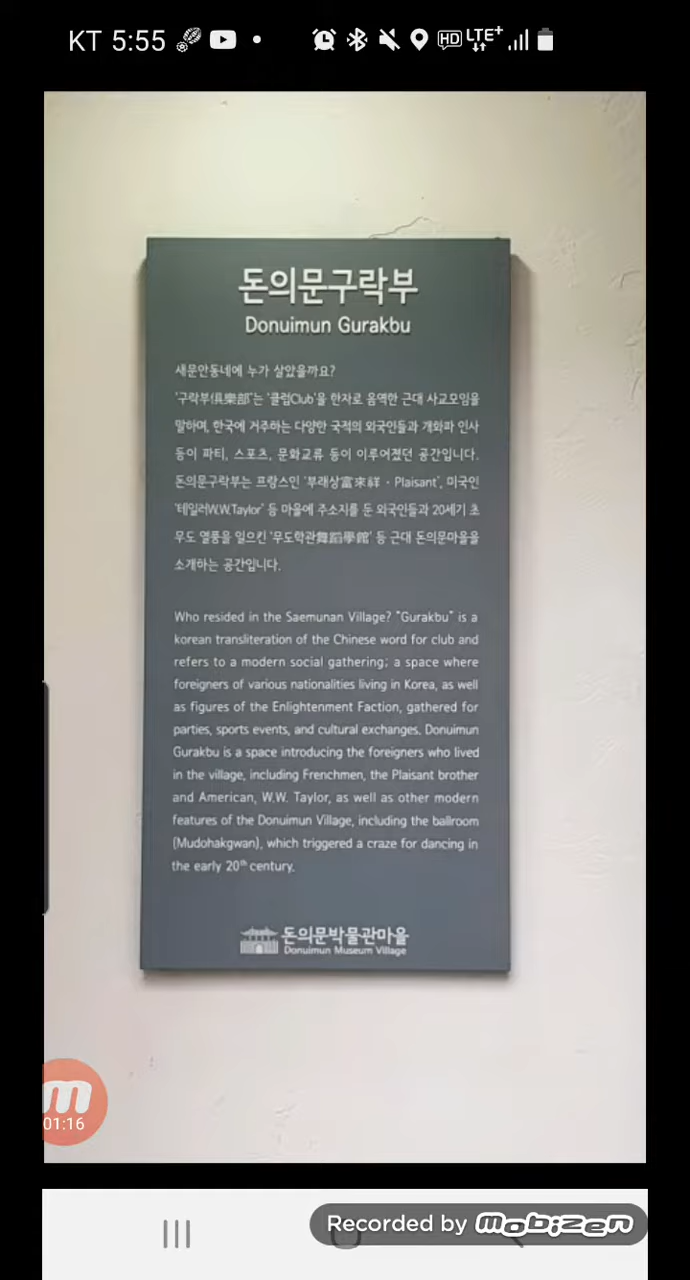 KT 5:55
HD LTE+
돈의문구락부
Donuimun Gurakbu
새문안동네에 누가 살았을까요?
'구락부俱樂部'는 '클럽Club'을 한자로 음역한 근대 사교모임을
말하며, 한국에 거주하는 다양한 국적의 외국인들과 개화파 인사
등이 파티, 스포츠, 문화교류 등이 이루어졌던 공간입니다.
돈의문구락부는 프랑스인 '부래상富來祥 · Plaisant', 미국인
'테일러W.W.Taylor' 등 마을에 주소지를 둔 외국인들과 20세기 초
무도 열풍을 일으킨 '무도학관舞蹈學館' 등 근대 돈의문마을을
소개하는 공간입니다.
Who resided in the Saemunan Village? "Gurakbu" is a
korean transliteration of the Chinese word for club and
refers to a modern social gathering; a space where
foreigners of various nationalities living in Korea, as well
as figures of the Enlightenment Faction, gathered for
parties, sports events, and cultural exchanges. Donuimun
Gurakbu is a space introducing the foreigners who lived
in the village, including Frenchmen, the Plaisant brother
and American, W.W. Taylor, as well as other modern
features of the Donuimun Village, including the ballroom
(Mudohakgwan), which triggered a craze for dancing in
the early 20th century.
돈의문박물관마을
Donuimun Museum Village
m
01:16
Recorded by mobizen